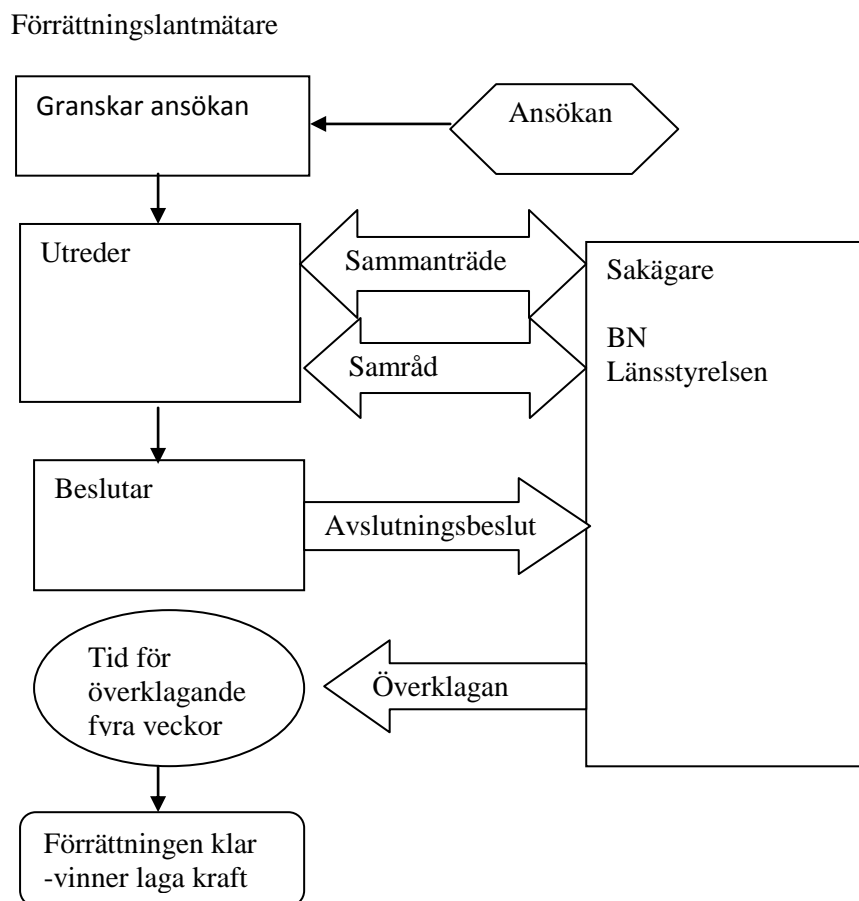 Förrättningslantmätare
Granskar ansökan
Ansökan
Utreder
Sammanträde
Samråd
Sakägare
BN
Länsstyrelsen
Beslutar
Avslutningsbeslut
Tid för
överklagande
fyra veckor
Överklagan
Förrättningen klar
-vinner laga kraft